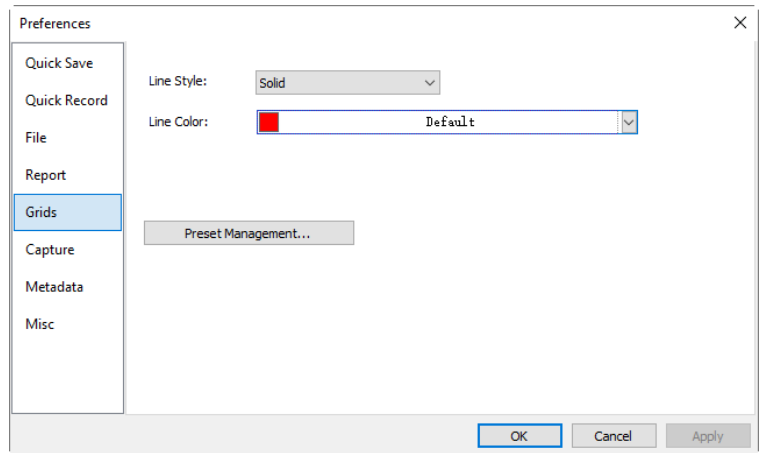 Preferences
Quick Save
Quick Record
File
Report
Grids
Capture
Metadata
Misc
Line Style: Solid
Line Color: Default
Preset Management...
OK Cancel Apply